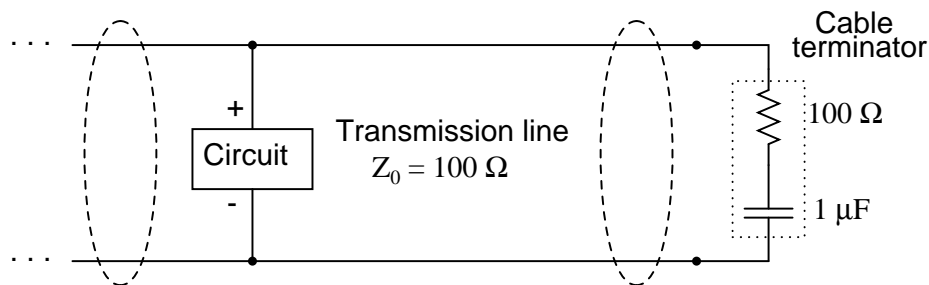 Cable
terminator
. . .
+
100 Ω
Transmission line
Circuit
Z0 = 100 Ω
-
1 μF
. . .